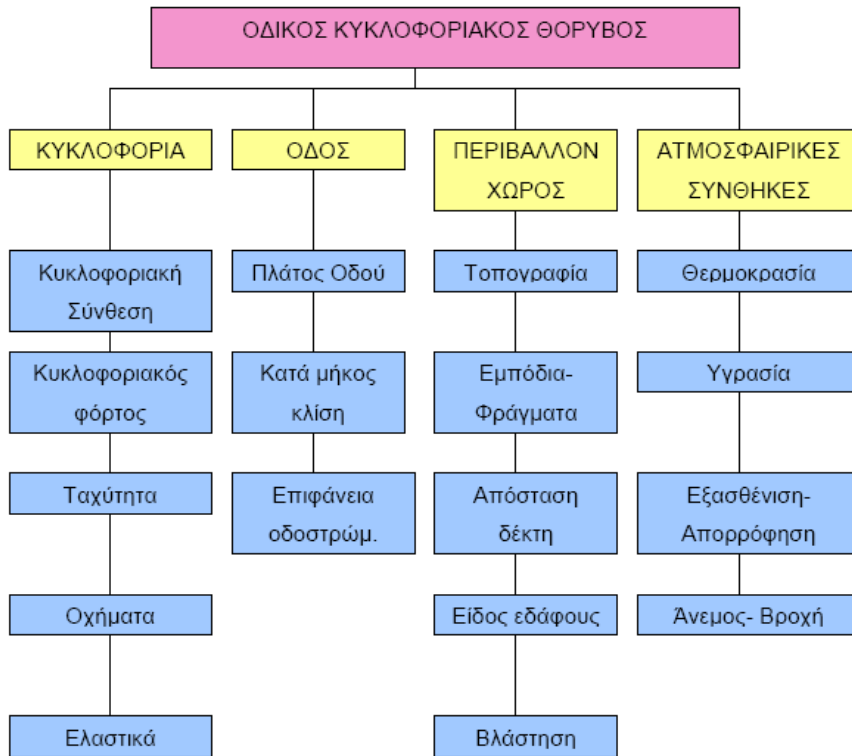 ΟΔΙΚΟΣ ΚΥΚΛΟΦΟΡΙΑΚΟΣ ΘΟΡΥΒΟΣ
ΚΥΚΛΟΦΟΡΙΑ
Κυκλοφοριακή
Σύνθεση
Κυκλοφοριακός
φόρτος
Ταχύτητα
Οχήματα
Ελαστικά
ΟΔΟΣ
Πλάτος Οδού
Κατά μήκος
κλίση
Επιφάνεια
οδοστρώμ.
ΠΕΡΙΒΑΛΛΟΝ
ΧΩΡΟΣ
Τοπογραφία
Εμπόδια-
Φράγματα
Απόσταση
δέκτη
Είδος εδάφους
Βλάστηση
ΑΤΜΟΣΦΑΙΡΙΚΕΣ
ΣΥΝΘΗΚΕΣ
Θερμοκρασία
Υγρασία
Εξασθένιση-
Απορρόφηση
Άνεμος- Βροχή